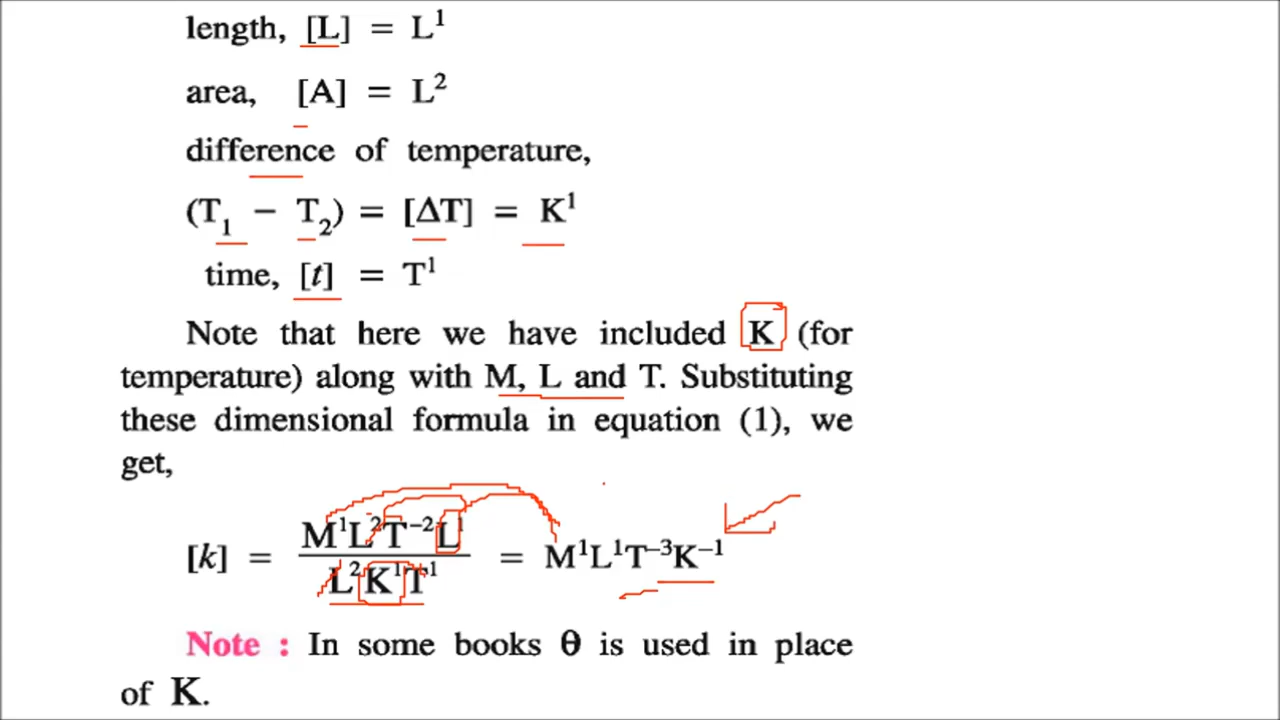 length, [L] = L¹
area, [A] = L²
difference of temperature,
(T₁ − T₂) = [ΔT] = K¹
time, [t] = T¹
Note that here we have included K (for
temperature) along with M, L and T. Substituting
these dimensional formula in equation (1), we
get,
[k] = M¹L²T⁻²L¹ / L²K¹T¹ = M¹L¹T⁻³K⁻¹
Note : In some books θ is used in place
of K.